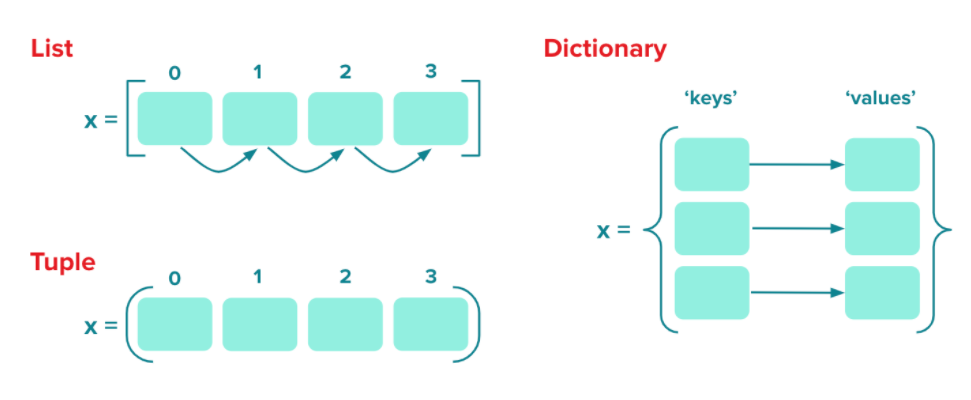 List
0 1 2 3
x = [ ]
Tuple
0 1 2 3
x = ( )
Dictionary
‘keys’ ‘values’
x = { }